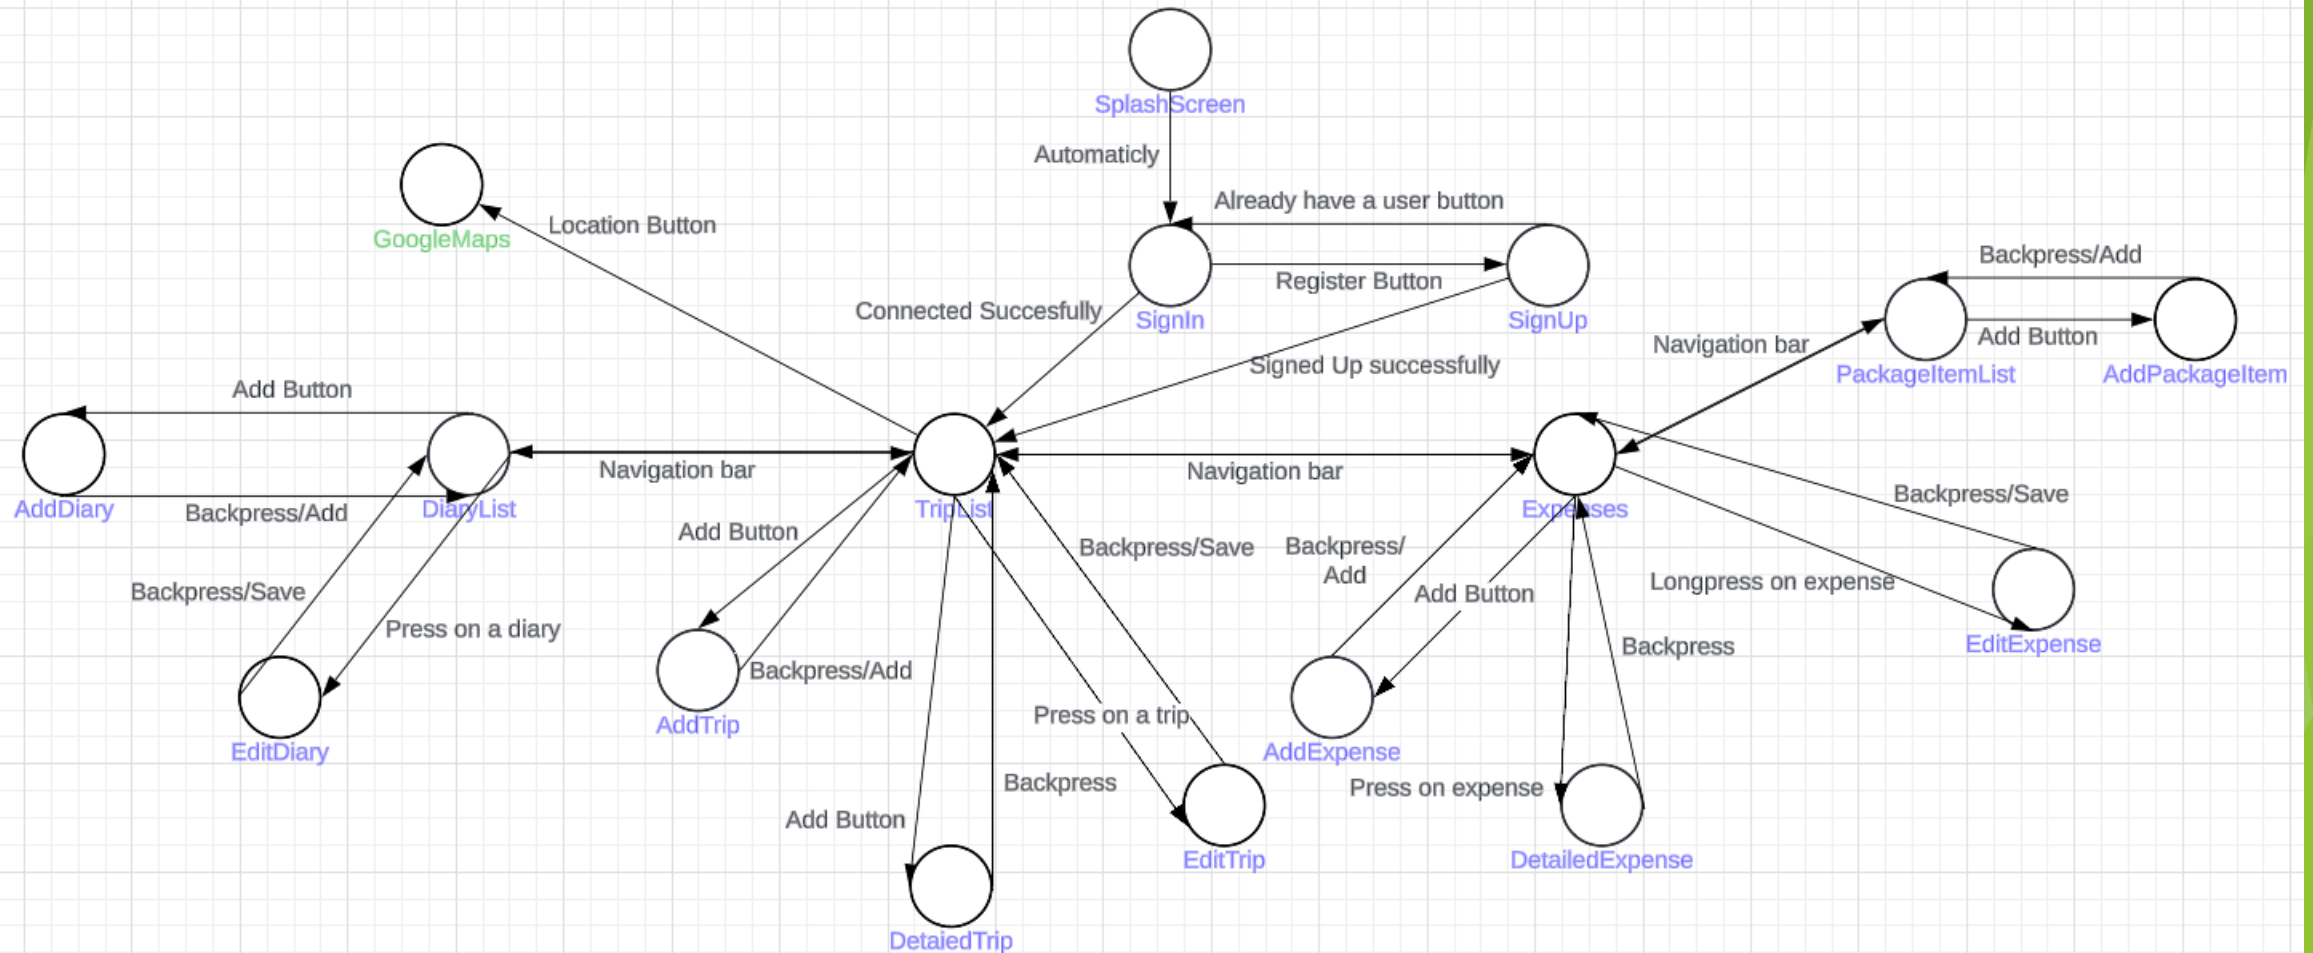 SplashScreen
Automaticly
Already have a user button
Location Button
GoogleMaps
Backpress/Add
Register Button
Connected Succesfully
SignIn
SignUp
Add Button
Navigation bar
Signed Up successfully
PackageItemList
AddPackageItem
Add Button
Navigation bar
Navigation bar
Backpress/Save
AddDiary
Backpress/Add
DiaryList
TripList
Expenses
Add Button
Backpress/Save
Backpress/
Add
Longpress on expense
Backpress/Save
Add Button
Press on a diary
EditExpense
Backpress
Backpress/Add
Press on a trip
AddTrip
EditDiary
AddExpense
Backpress
Press on expense
Add Button
EditTrip
DetailedExpense
DetaiedTrip